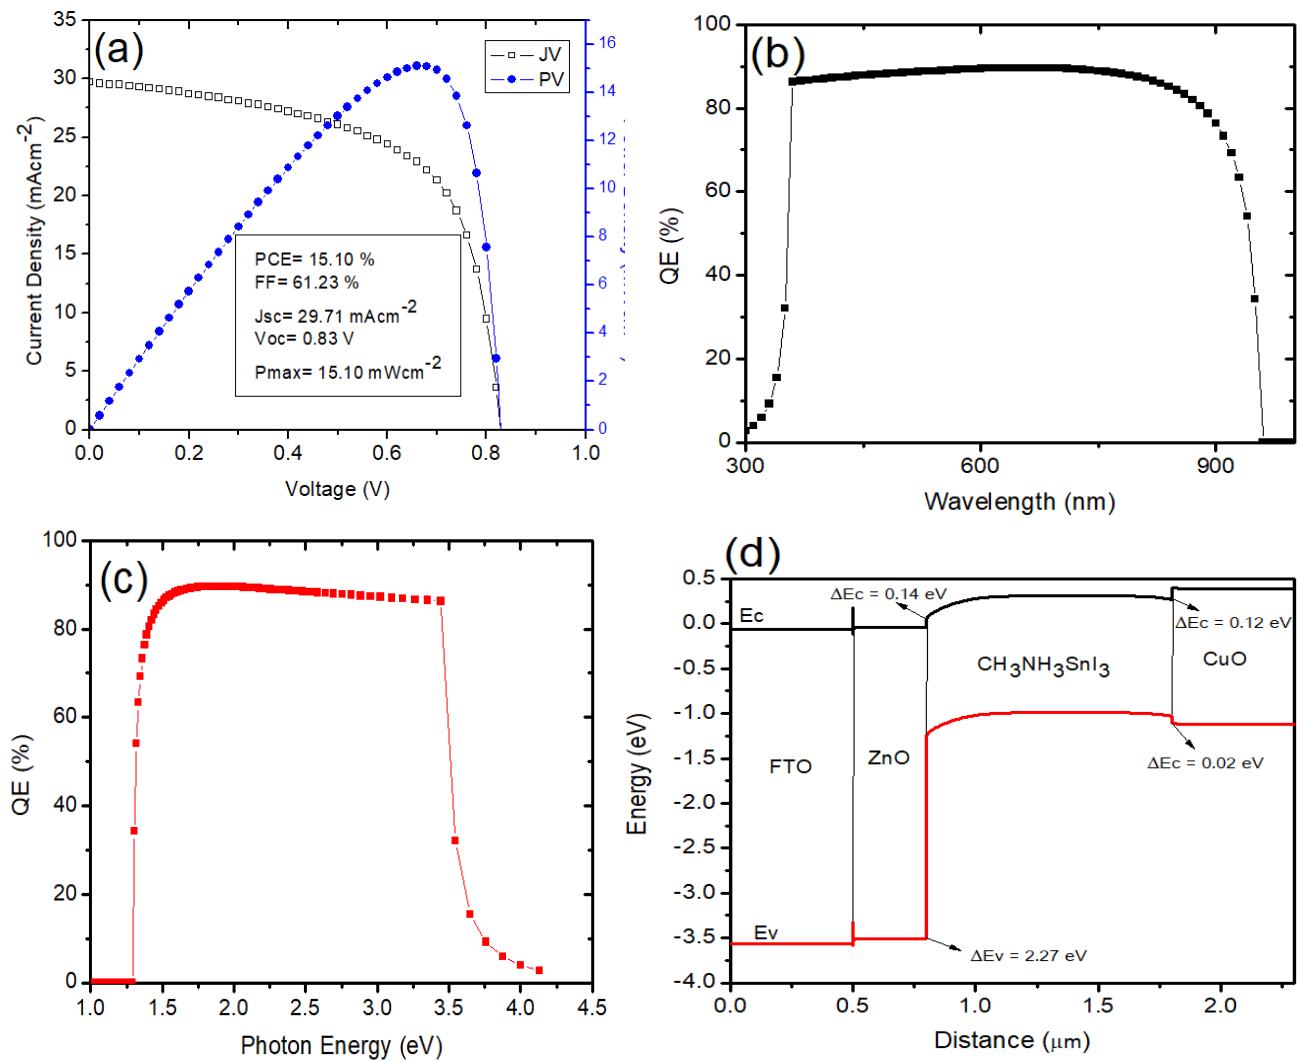 (a)
35
30
25
20
15
10
5
0
Current Density (mAcm-2)
0.0 0.2 0.4 0.6 0.8 1.0
Voltage (V)
16
14
12
10
8
6
4
2
0
JV
PV
PCE= 15.10 %
FF= 61.23 %
Jsc= 29.71 mAcm-2
Voc= 0.83 V
Pmax= 15.10 mWcm-2
(b)
100
80
60
40
20
0
QE (%)
300 600 900
Wavelength (nm)
(c)
100
80
60
40
20
0
QE (%)
1.0 1.5 2.0 2.5 3.0 3.5 4.0 4.5
Photon Energy (eV)
(d)
0.5
0.0
-0.5
-1.0
-1.5
-2.0
-2.5
-3.0
-3.5
-4.0
Energy (eV)
Ec
ΔEc = 0.14 eV
ΔEc = 0.12 eV
CH3NH3SnI3
CuO
FTO
ZnO
ΔEc = 0.02 eV
Ev
ΔEv = 2.27 eV
0.0 0.5 1.0 1.5 2.0
Distance (μm)